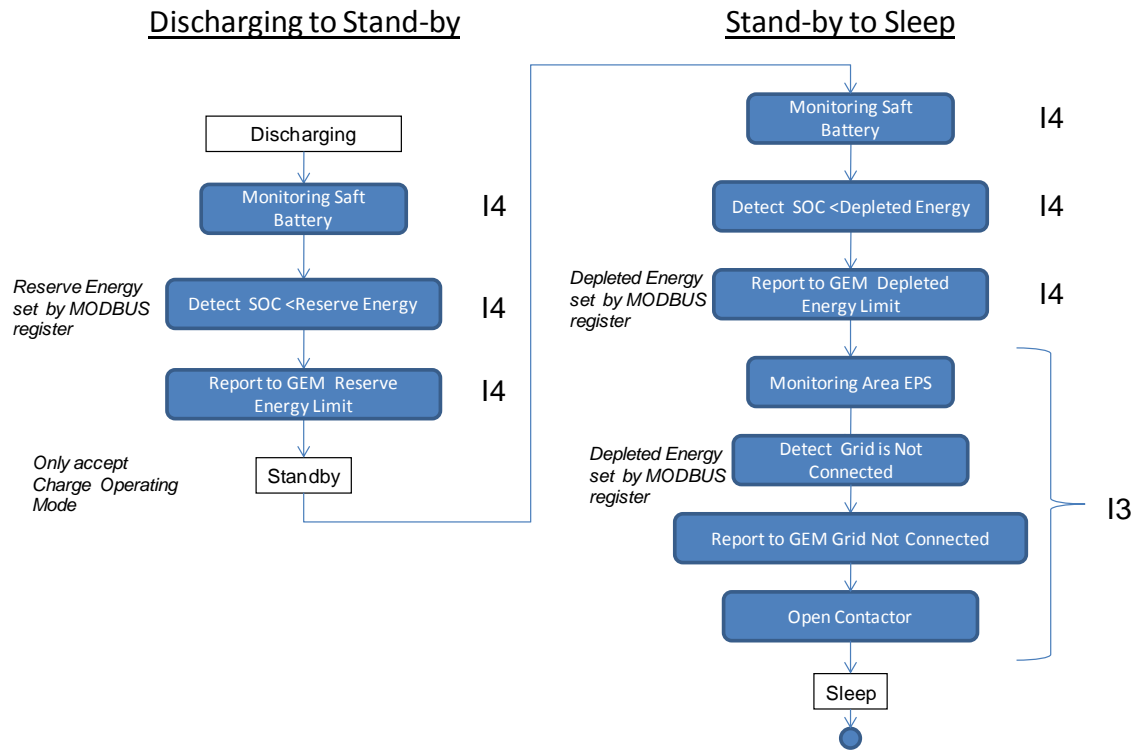 Discharging to Stand-by
Discharging
Monitoring Saft
Battery
I4
Reserve Energy
set by MODBUS
register
Detect SOC <Reserve Energy
I4
Report to GEM Reserve
Energy Limit
I4
Only accept
Charge Operating
Mode
Standby
Stand-by to Sleep
Monitoring Saft
Battery
I4
Detect SOC <Depleted Energy
I4
Depleted Energy
set by MODBUS
register
Report to GEM Depleted
Energy Limit
I4
Monitoring Area EPS
Depleted Energy
set by MODBUS
register
Detect Grid is Not
Connected
Report to GEM Grid Not Connected
I3
Open Contactor
Sleep